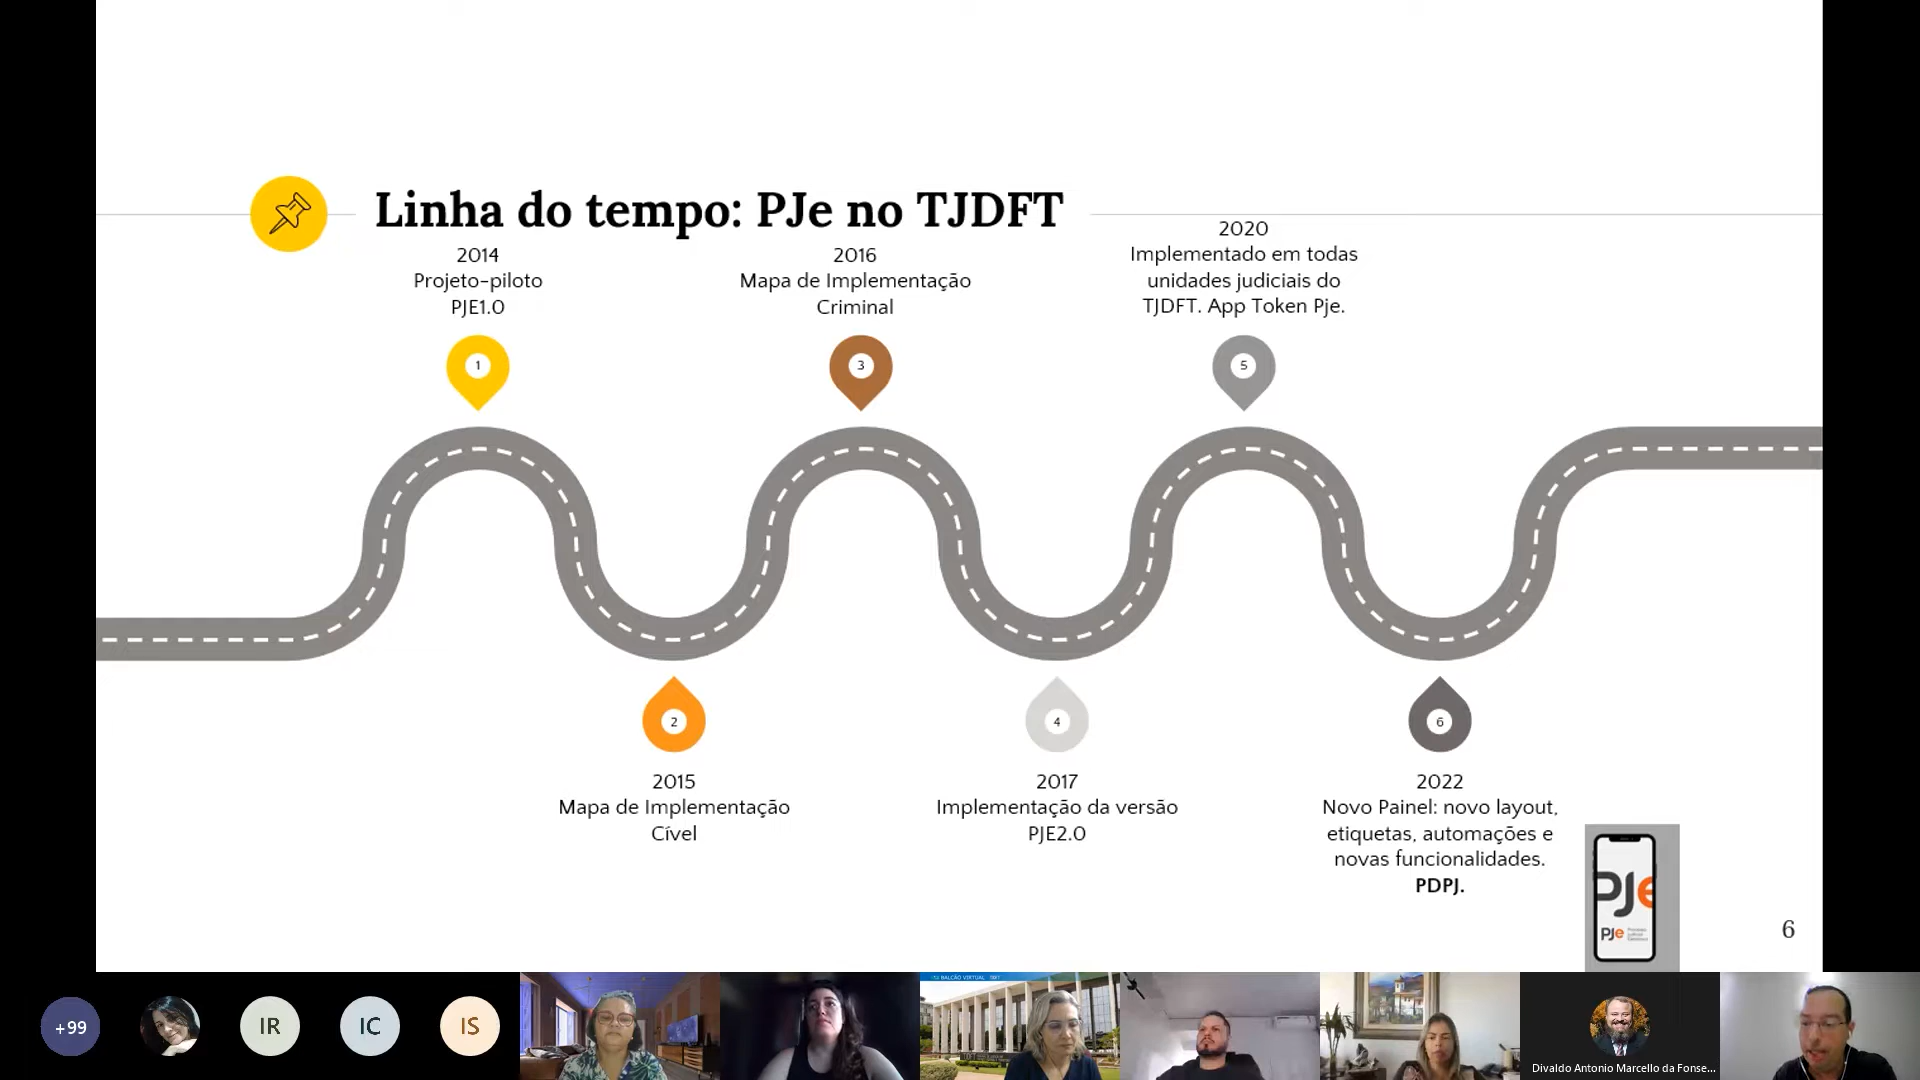 Linha do tempo: PJe no TJDFT
2014
Projeto-piloto
PJE1.0
2016
Mapa de Implementação
Criminal
2020
Implementado em todas
unidades judiciais do
TJDFT. App Token Pje.
1
3
5
2
4
6
2015
Mapa de Implementação
Cível
2017
Implementação da versão
PJE2.0
2022
Novo Painel: novo layout,
etiquetas, automações e
novas funcionalidades.
PDPJ.
PJe
PJe
6
+99
IR
IC
IS
BALCÃO VIRTUAL
Divaldo Antonio Marcello da Fonse...